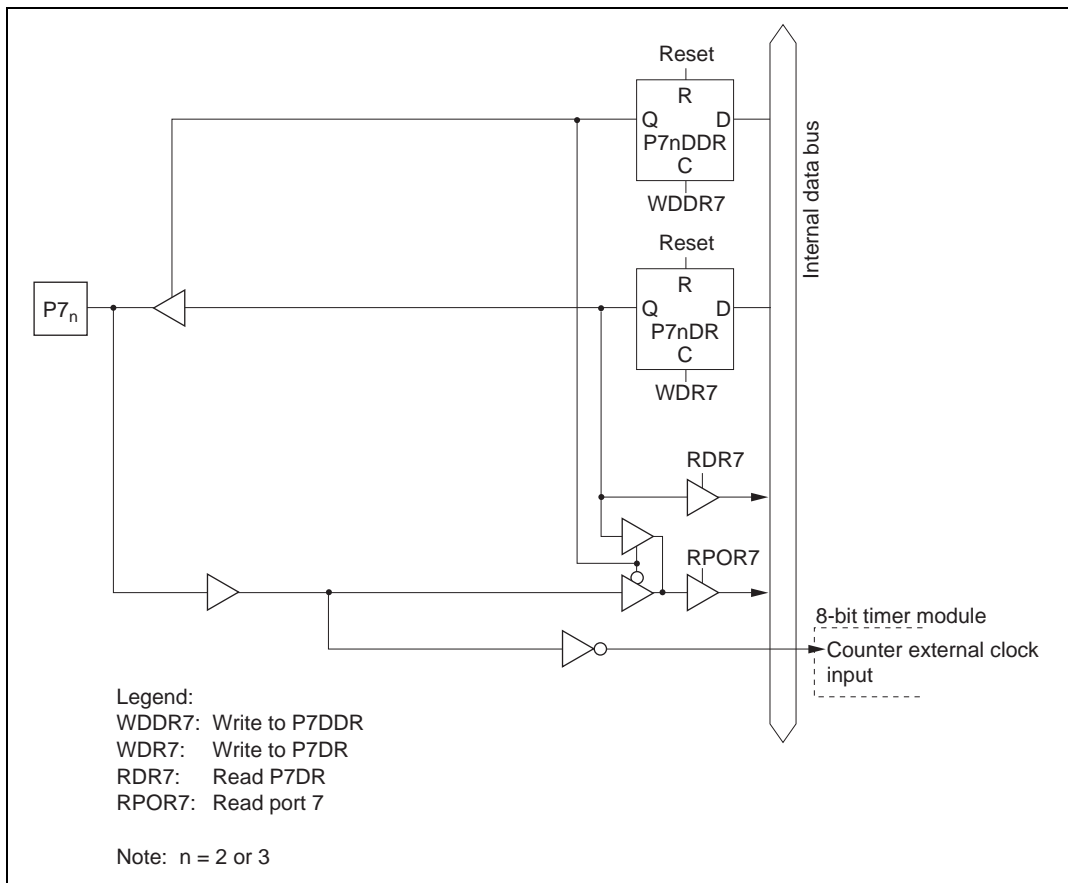 Reset
R
Q D
P7nDDR
C
WDDR7
Internal data bus
Reset
R
P7n
Q D
P7nDR
C
WDR7
RDR7
RPOR7
8-bit timer module
Counter external clock
input
Legend:
WDDR7: Write to P7DDR
WDR7: Write to P7DR
RDR7: Read P7DR
RPOR7: Read port 7
Note: n = 2 or 3